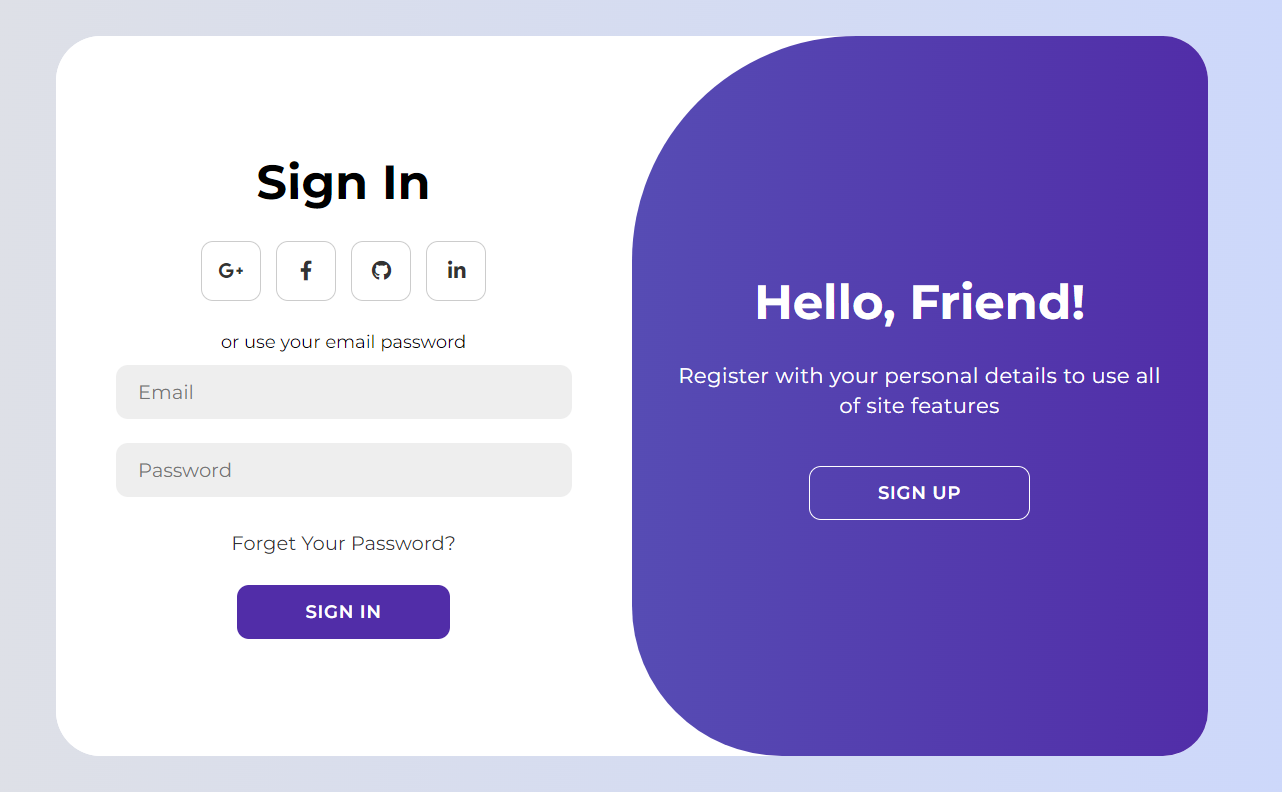 Sign In
G+
f
in
or use your email password
Email
Password
Forget Your Password?
SIGN IN
Hello, Friend!
Register with your personal details to use all
of site features
SIGN UP